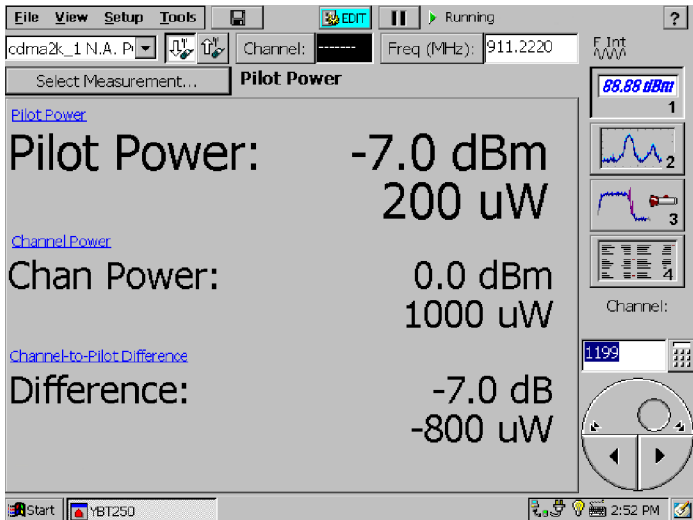 File View Setup Tools EDIT Running ?
cdma2k_1 N.A. Channel: ------- Freq (MHz): 911.2220 F Int
Select Measurement... Pilot Power
88.88 dBm
1
Pilot Power
Pilot Power: -7.0 dBm
200 uW
2
3
Channel Power
Chan Power: 0.0 dBm
1000 uW
4
Channel:
1199
Channel-to-Pilot Difference
Difference: -7.0 dB
-800 uW
Start YBT250 2:52 PM